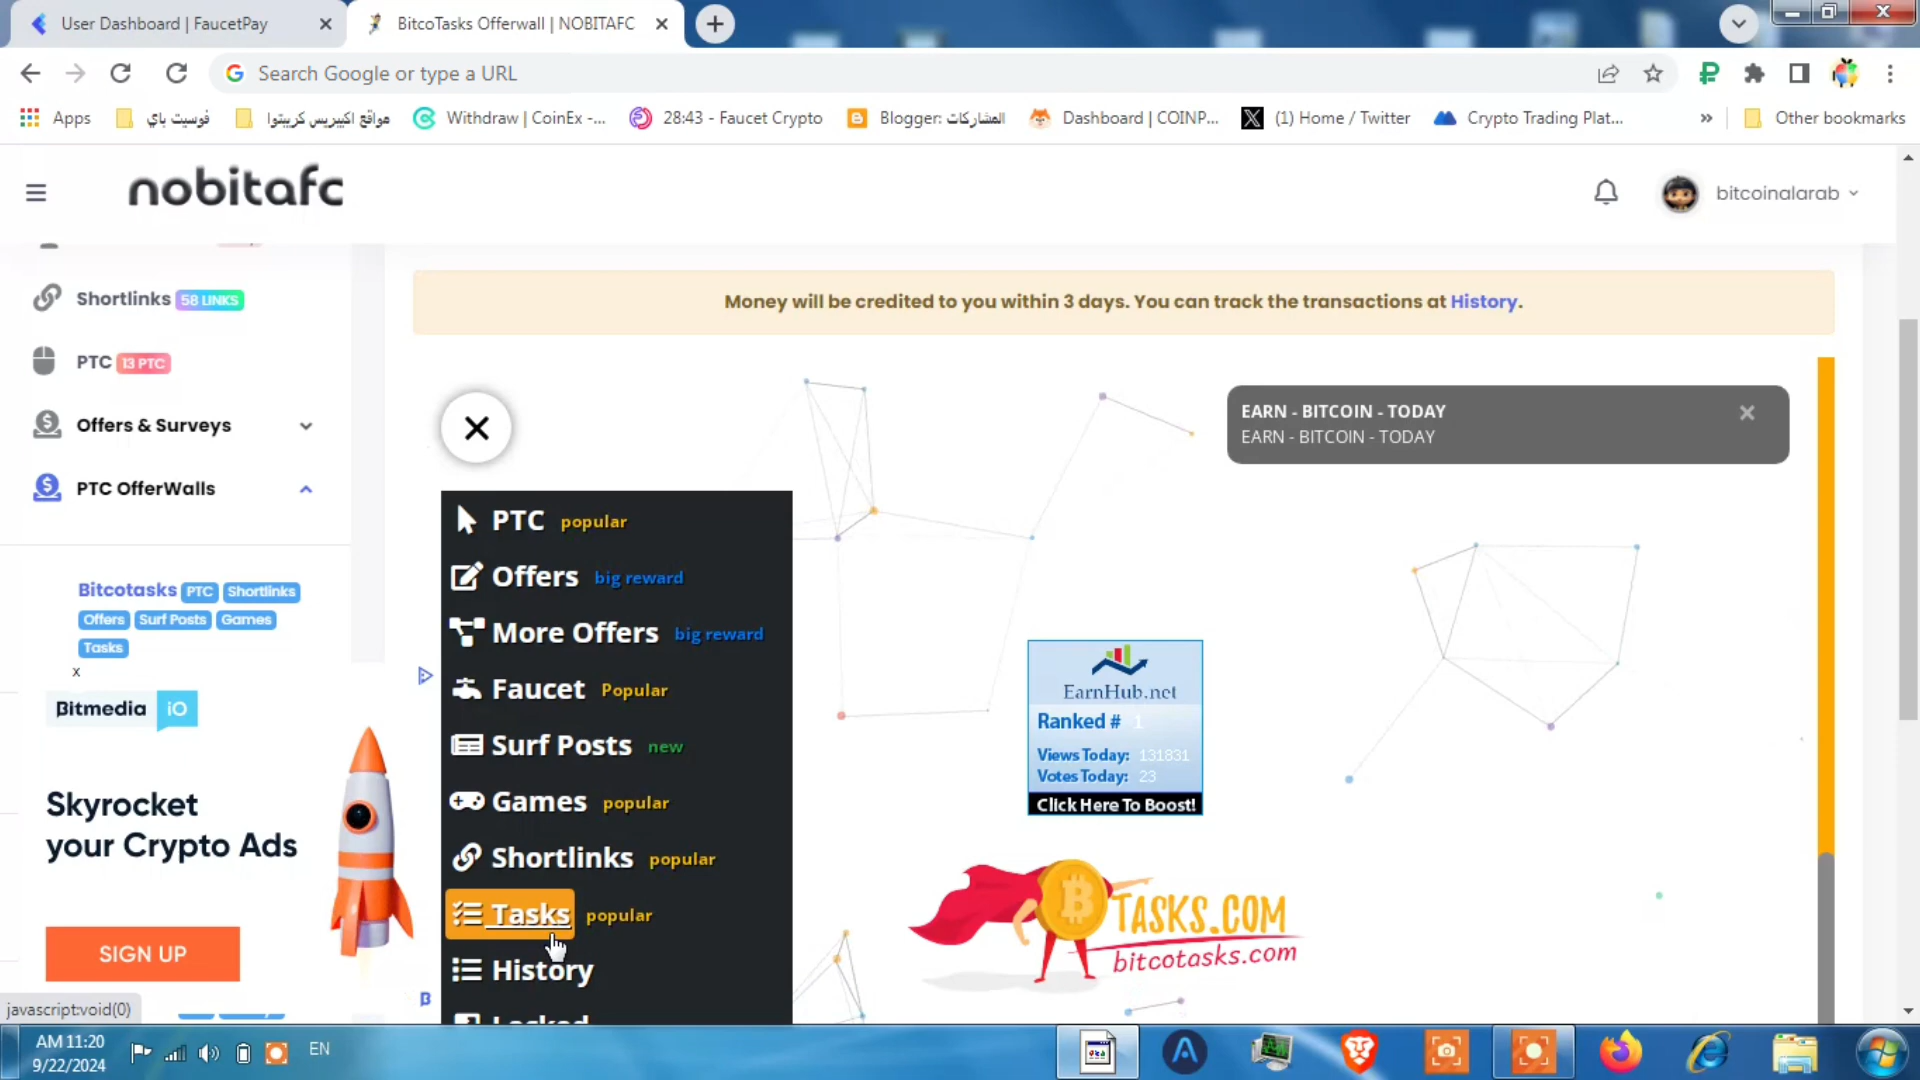 User Dashboard | FaucetPay
BitcoTasks Offerwall | NOBITAFC
Search Google or type a URL
Apps
فوسيت باي
مواقع اكبيريس كريبتوا
Withdraw | CoinEx -...
28:43 - Faucet Crypto
Blogger: المشاركات
Dashboard | COINP...
(1) Home / Twitter
Crypto Trading Plat...
»
Other bookmarks
nobitafc
bitcoinalarab
Shortlinks 58 LINKS
PTC 13 PTC
Offers & Surveys
PTC OfferWalls
Bitcotasks PTC Shortlinks
Offers Surf Posts Games
Tasks
x
Bitmedia iO
Skyrocket
your Crypto Ads
SIGN UP
Money will be credited to you within 3 days. You can track the transactions at History.
EARN - BITCOIN - TODAY
EARN - BITCOIN - TODAY
PTC popular
Offers big reward
More Offers big reward
Faucet Popular
Surf Posts new
Games popular
Shortlinks popular
Tasks popular
History
Locked
EarnHub.net
Ranked # 1
Views Today: 131831
Votes Today: 23
Click Here To Boost!
TASKS.COM
bitcotasks.com
javascript:void(0)
AM 11:20
9/22/2024
EN